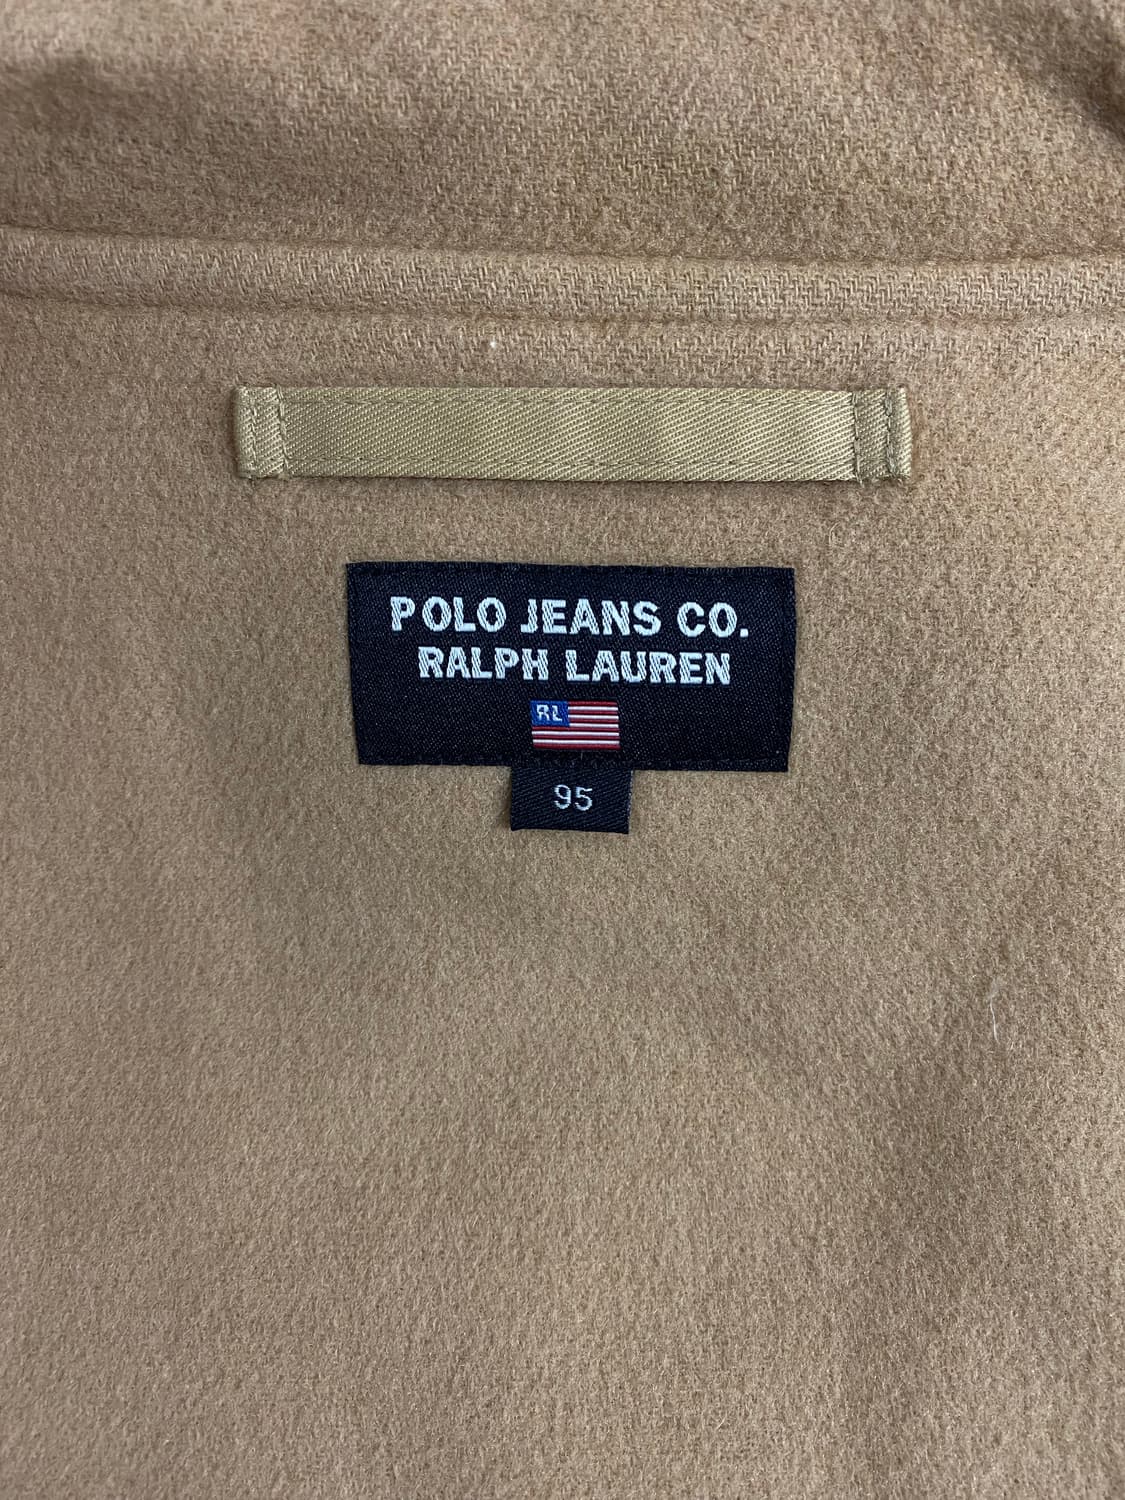 POLO JEANS CO.
RALPH LAUREN
RL
95